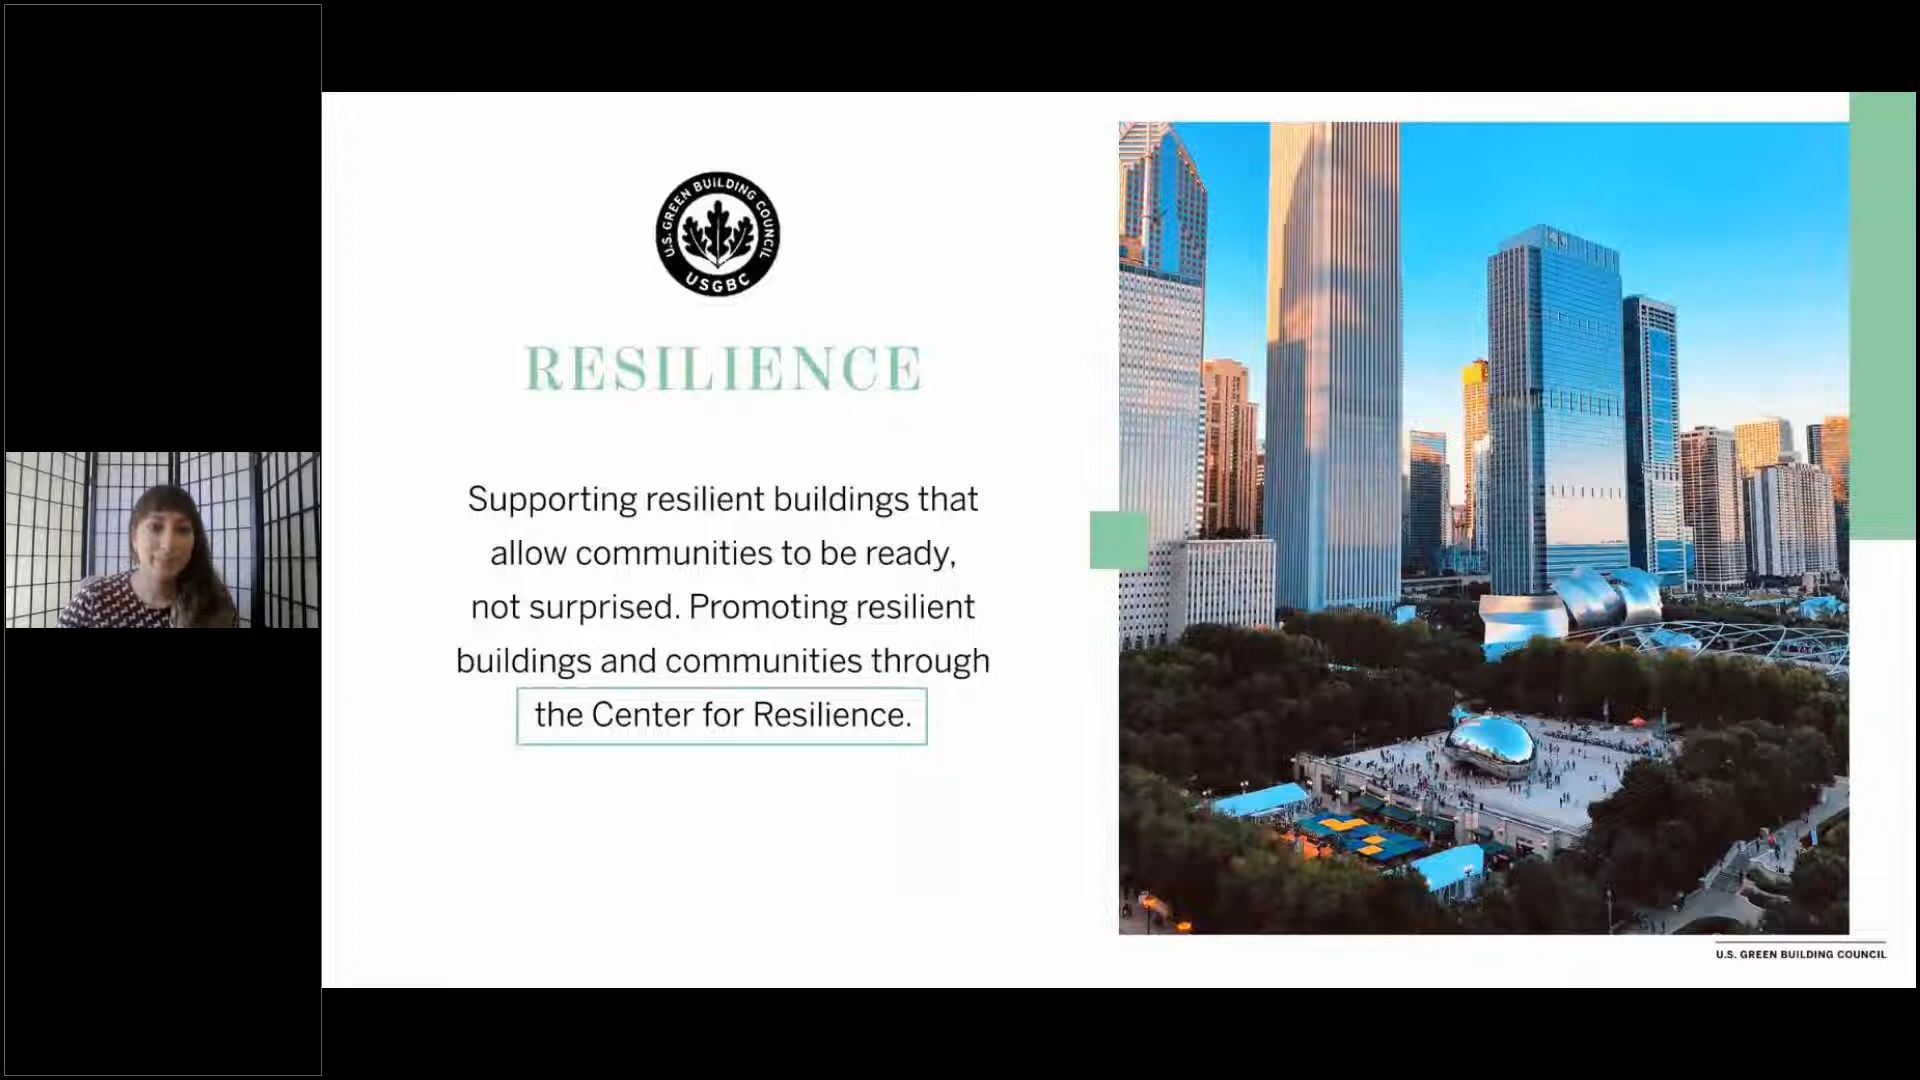 U.S. GREEN BUILDING COUNCIL
USGBC
RESILIENCE
Supporting resilient buildings that
allow communities to be ready,
not surprised. Promoting resilient
buildings and communities through
the Center for Resilience.
U.S. GREEN BUILDING COUNCIL